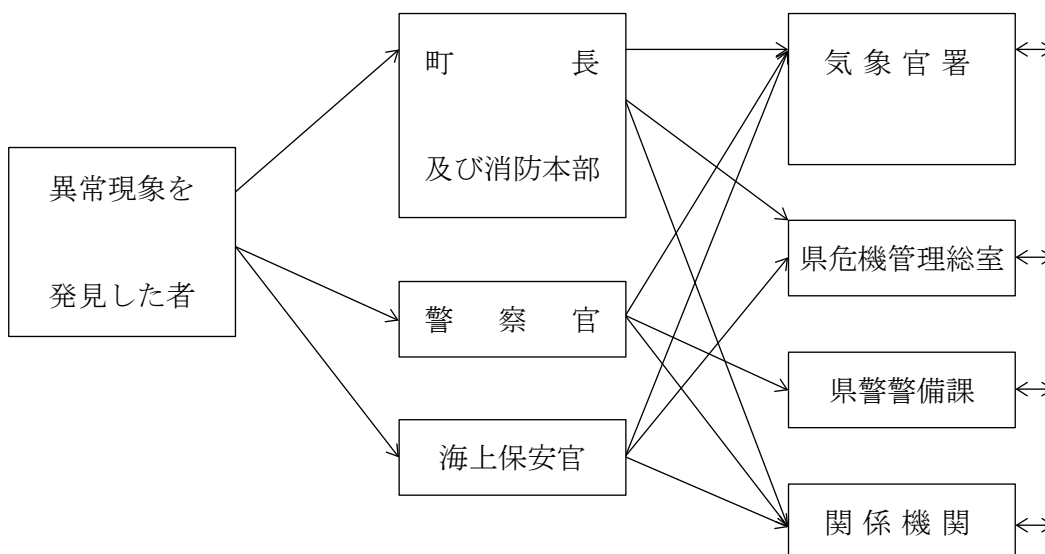 異常現象を
発見した者
町長
及び消防本部
警察官
海上保安官
気象官署
県危機管理総室
県警警備課
関係機関